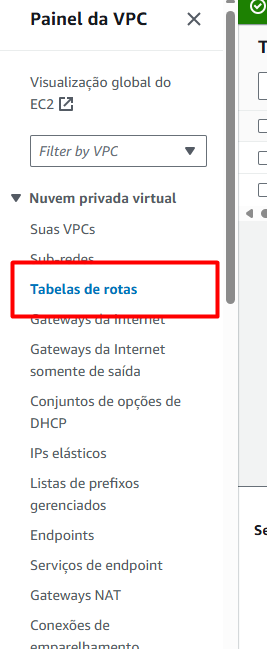 Painel da VPC
Visualização global do
EC2
Filter by VPC
Nuvem privada virtual
Suas VPCs
Sub-redes
Tabelas de rotas
Gateways da Internet
Gateways da Internet
somente de saída
Conjuntos de opções de
DHCP
IPs elásticos
Listas de prefixos
gerenciados
Endpoints
Serviços de endpoint
Gateways NAT
Conexões de
emparelhamento
T
Se